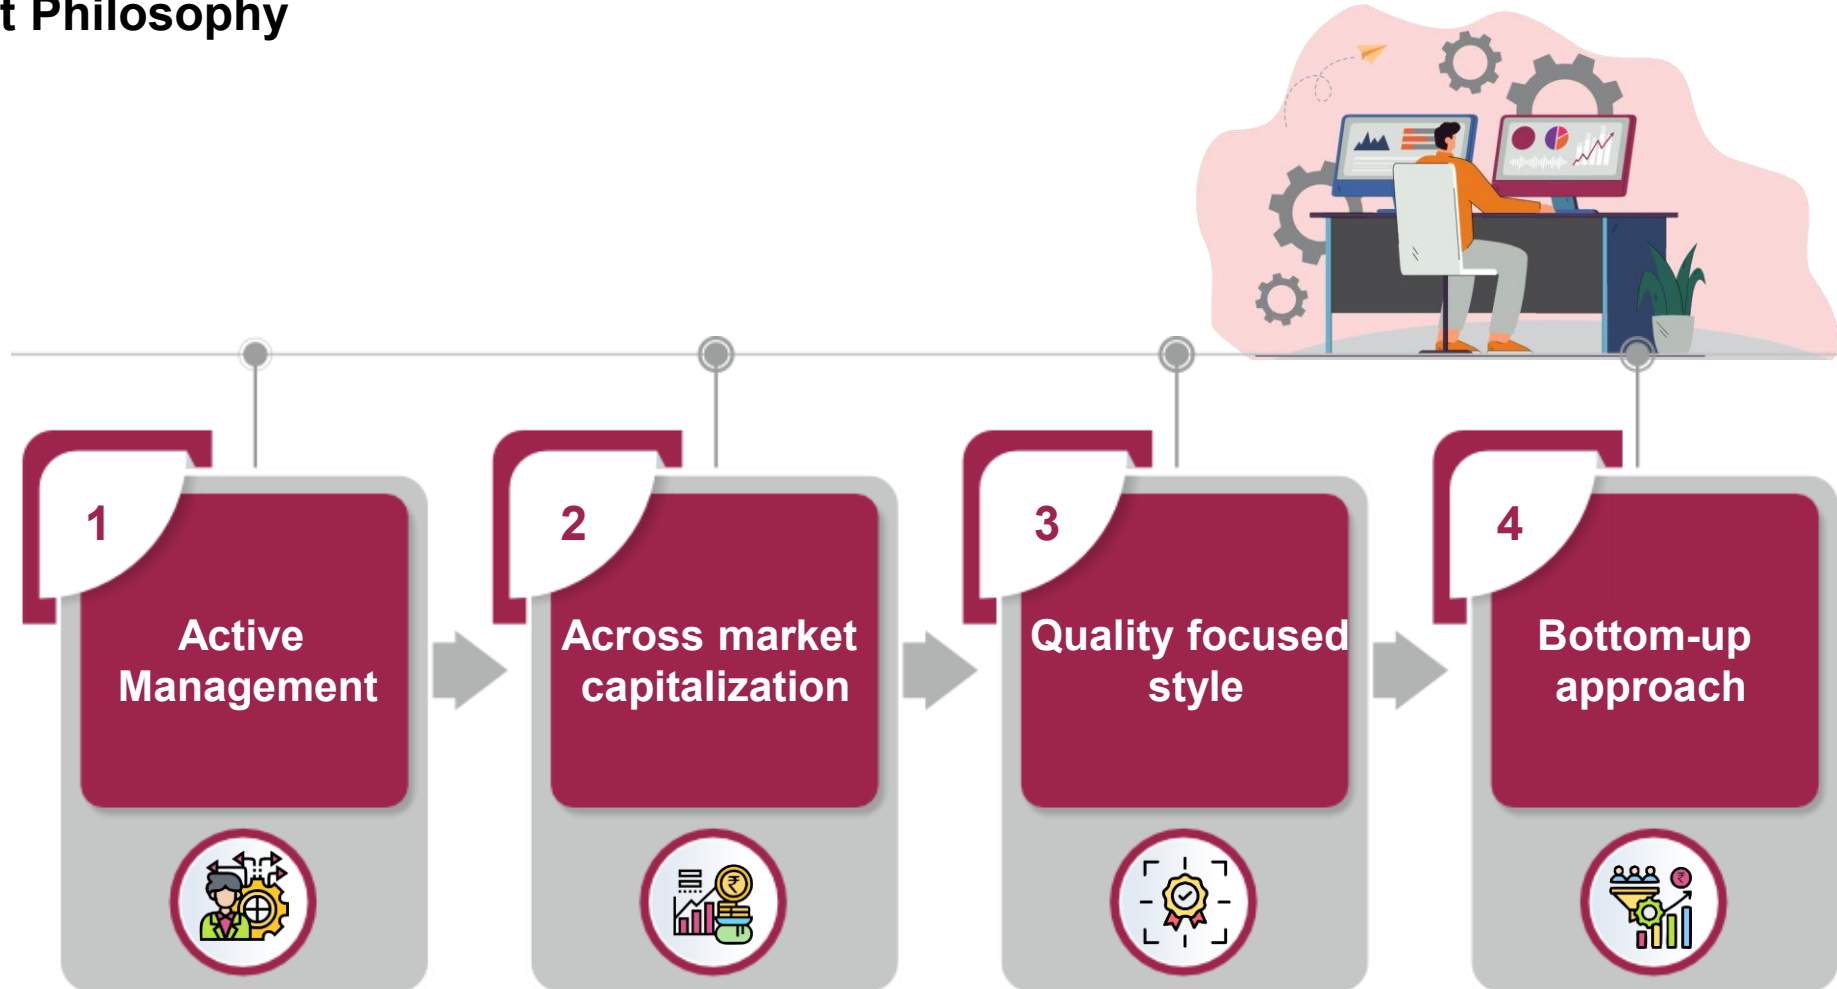 t Philosophy
1
Active
Management
2
Across market
capitalization
3
Quality focused
style
4
Bottom-up
approach
₹
₹